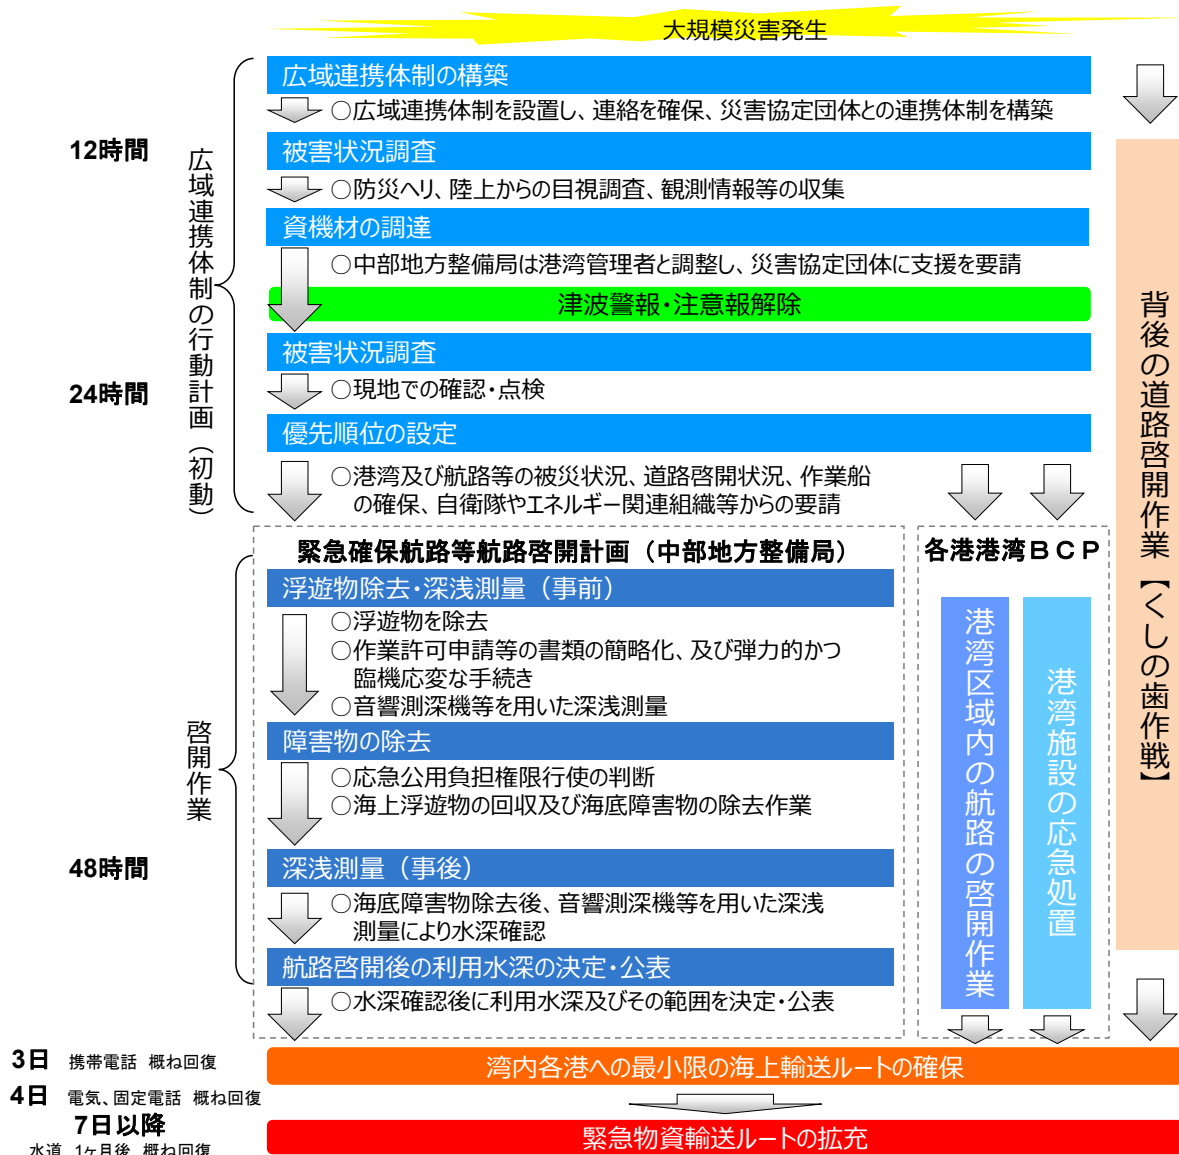 大規模災害発生
広域連携体制の構築
○広域連携体制を設置し、連絡を確保、災害協定団体との連携体制を構築
12時間
被害状況調査
○防災ヘリ、陸上からの目視調査、観測情報等の収集
資機材の調達
○中部地方整備局は港湾管理者と調整し、災害協定団体に支援を要請
津波警報・注意報解除
被害状況調査
○現地での確認・点検
24時間
優先順位の設定
○港湾及び航路等の被災状況、道路啓開状況、作業船
の確保、自衛隊やエネルギー関連組織等からの要請
広域連携体制の行動計画（初動）
緊急確保航路等航路啓開計画（中部地方整備局）
浮遊物除去・深浅測量（事前）
○浮遊物を除去
○作業許可申請等の書類の簡略化、及び弾力的かつ
臨機応変な手続き
○音響測深機等を用いた深浅測量
障害物の除去
○応急公用負担権限行使の判断
○海上浮遊物の回収及び海底障害物の除去作業
48時間
深浅測量（事後）
○海底障害物除去後、音響測深機等を用いた深浅
測量により水深確認
航路啓開後の利用水深の決定・公表
○水深確認後に利用水深及びその範囲を決定・公表
啓開作業
各港港湾ＢＣＰ
港湾区域内の航路の啓開作業
港湾施設の応急処置
背後の道路啓開作業【くしの歯作戦】
3日 携帯電話 概ね回復
湾内各港への最小限の海上輸送ルートの確保
4日 電気、固定電話 概ね回復
7日以降
緊急物資輸送ルートの拡充
水道 1ヶ月後 概ね回復